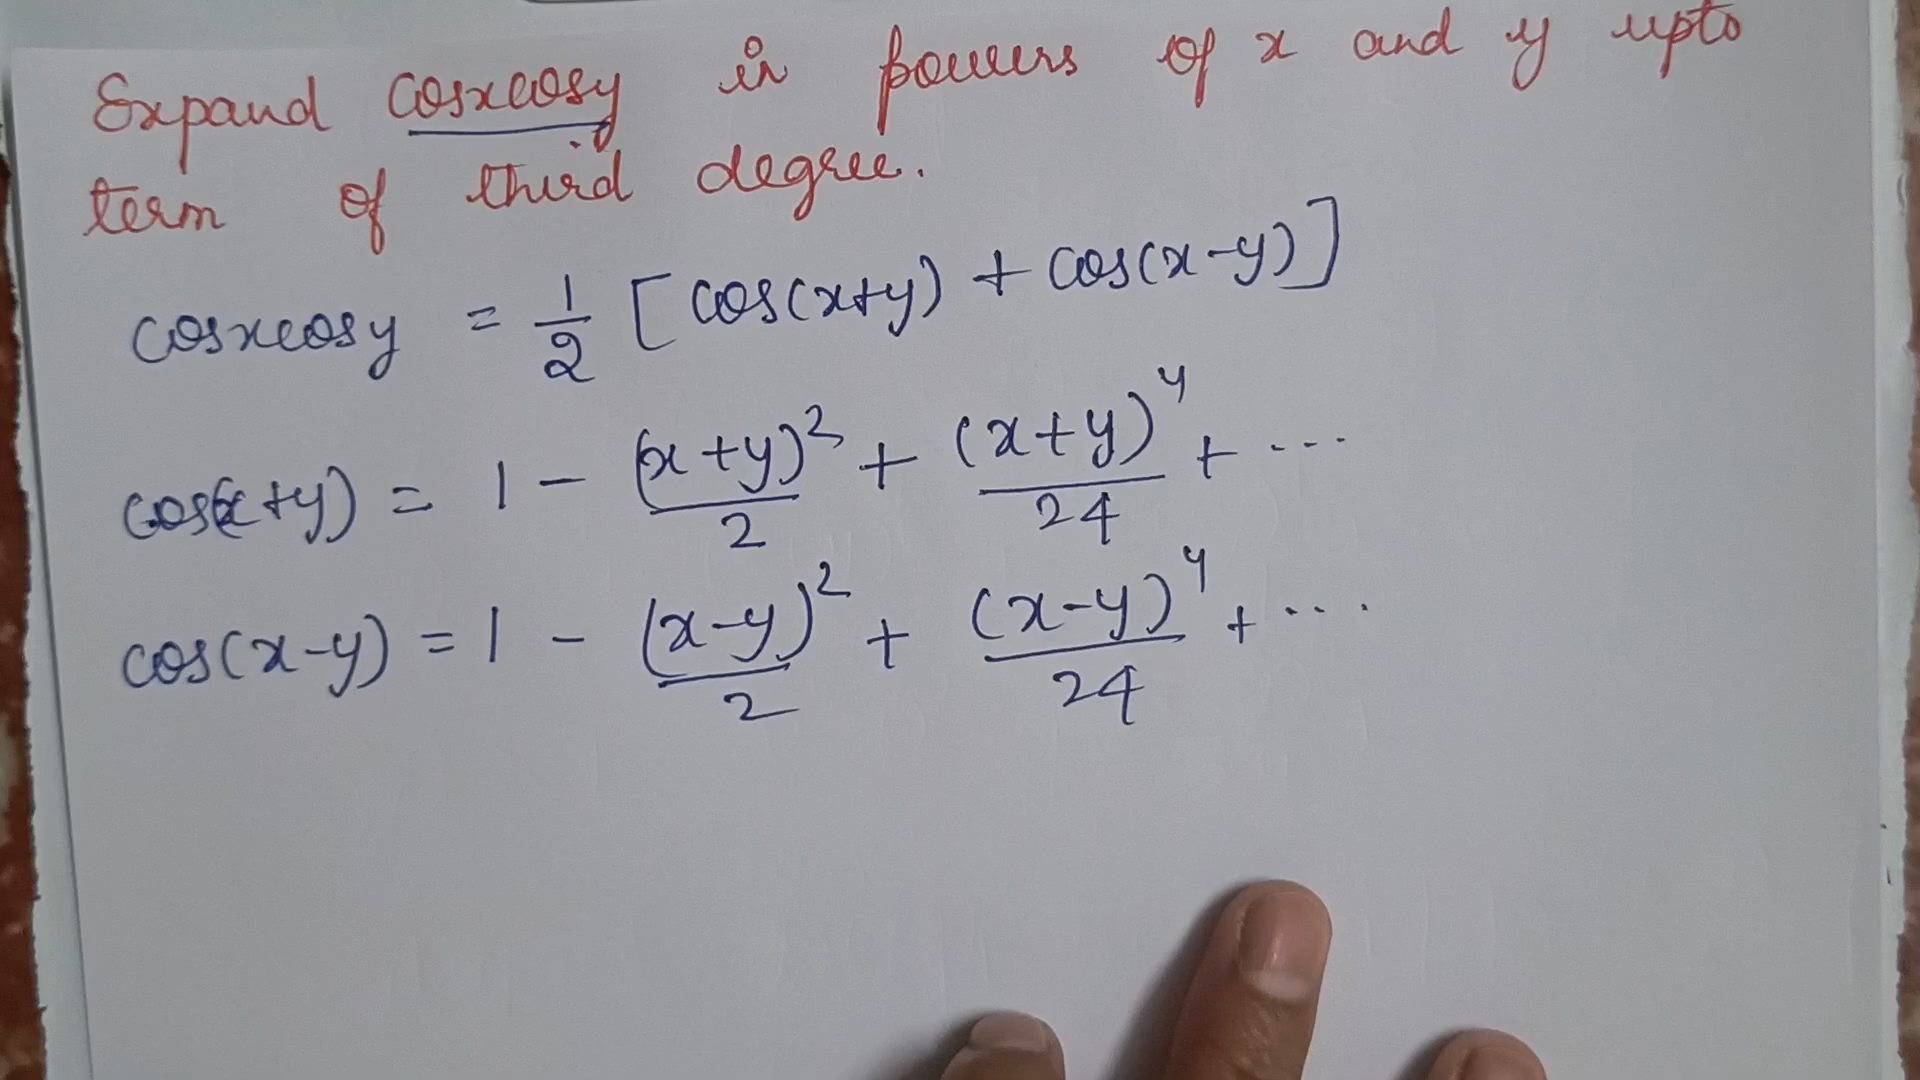 Expand cosxcosy in powers of x and y upto
term of third degree.
cosxcosy = 1/2 [cos(x+y) + cos(x-y)]
cos(x+y) = 1 - (x+y)²/2 + (x+y)⁴/24 + ....
cos(x-y) = 1 - (x-y)²/2 + (x-y)⁴/24 + ....